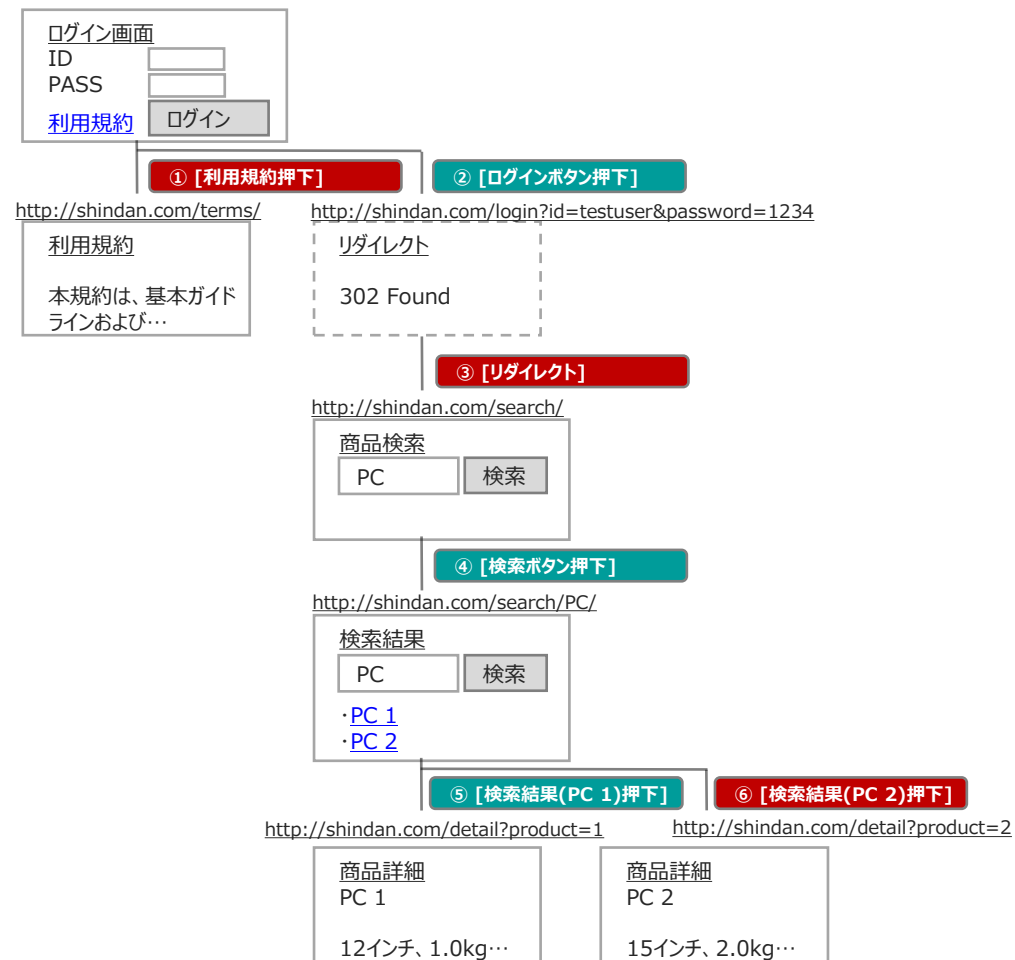 ログイン画面
ID
PASS
利用規約 ログイン
① [利用規約押下] ② [ログインボタン押下]
http://shindan.com/terms/ http://shindan.com/login?id=testuser&password=1234
利用規約
本規約は、基本ガイド
ラインおよび…
リダイレクト
302 Found
③ [リダイレクト]
http://shindan.com/search/
商品検索
PC 検索
④ [検索ボタン押下]
http://shindan.com/search/PC/
検索結果
PC 検索
・PC 1
・PC 2
⑤ [検索結果(PC 1)押下] ⑥ [検索結果(PC 2)押下]
http://shindan.com/detail?product=1 http://shindan.com/detail?product=2
商品詳細
PC 1
12インチ、1.0kg…
商品詳細
PC 2
15インチ、2.0kg…